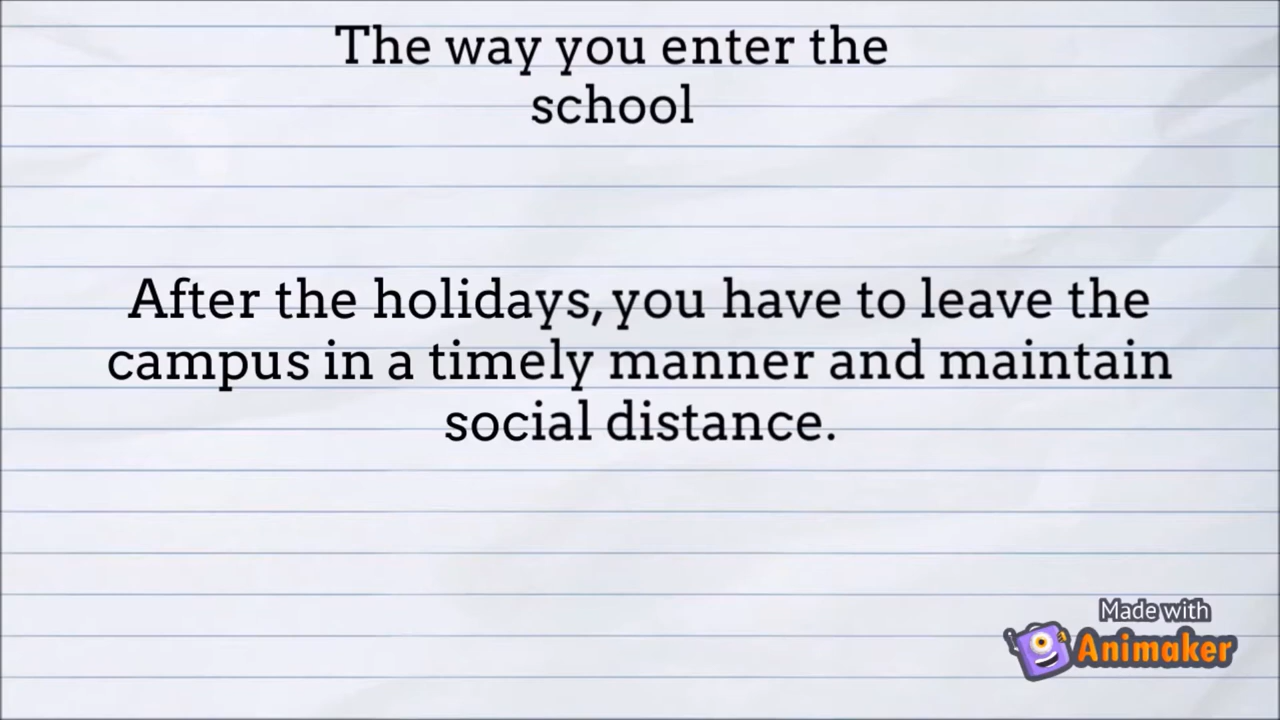 The way you enter the
school
After the holidays, you have to leave the
campus in a timely manner and maintain
social distance.
Made with
Animaker